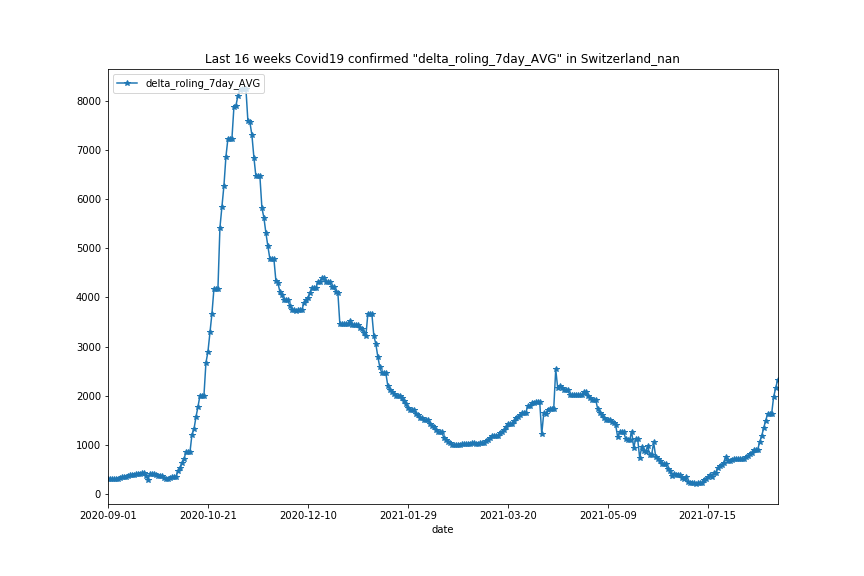 Last 16 weeks Covid19 confirmed "delta_roling_7day_AVG" in Switzerland_nan
delta_roling_7day_AVG
8000
7000
6000
5000
4000
3000
2000
1000
0
2020-09-01 2020-10-21 2020-12-10 2021-01-29 2021-03-20 2021-05-09 2021-07-15
date